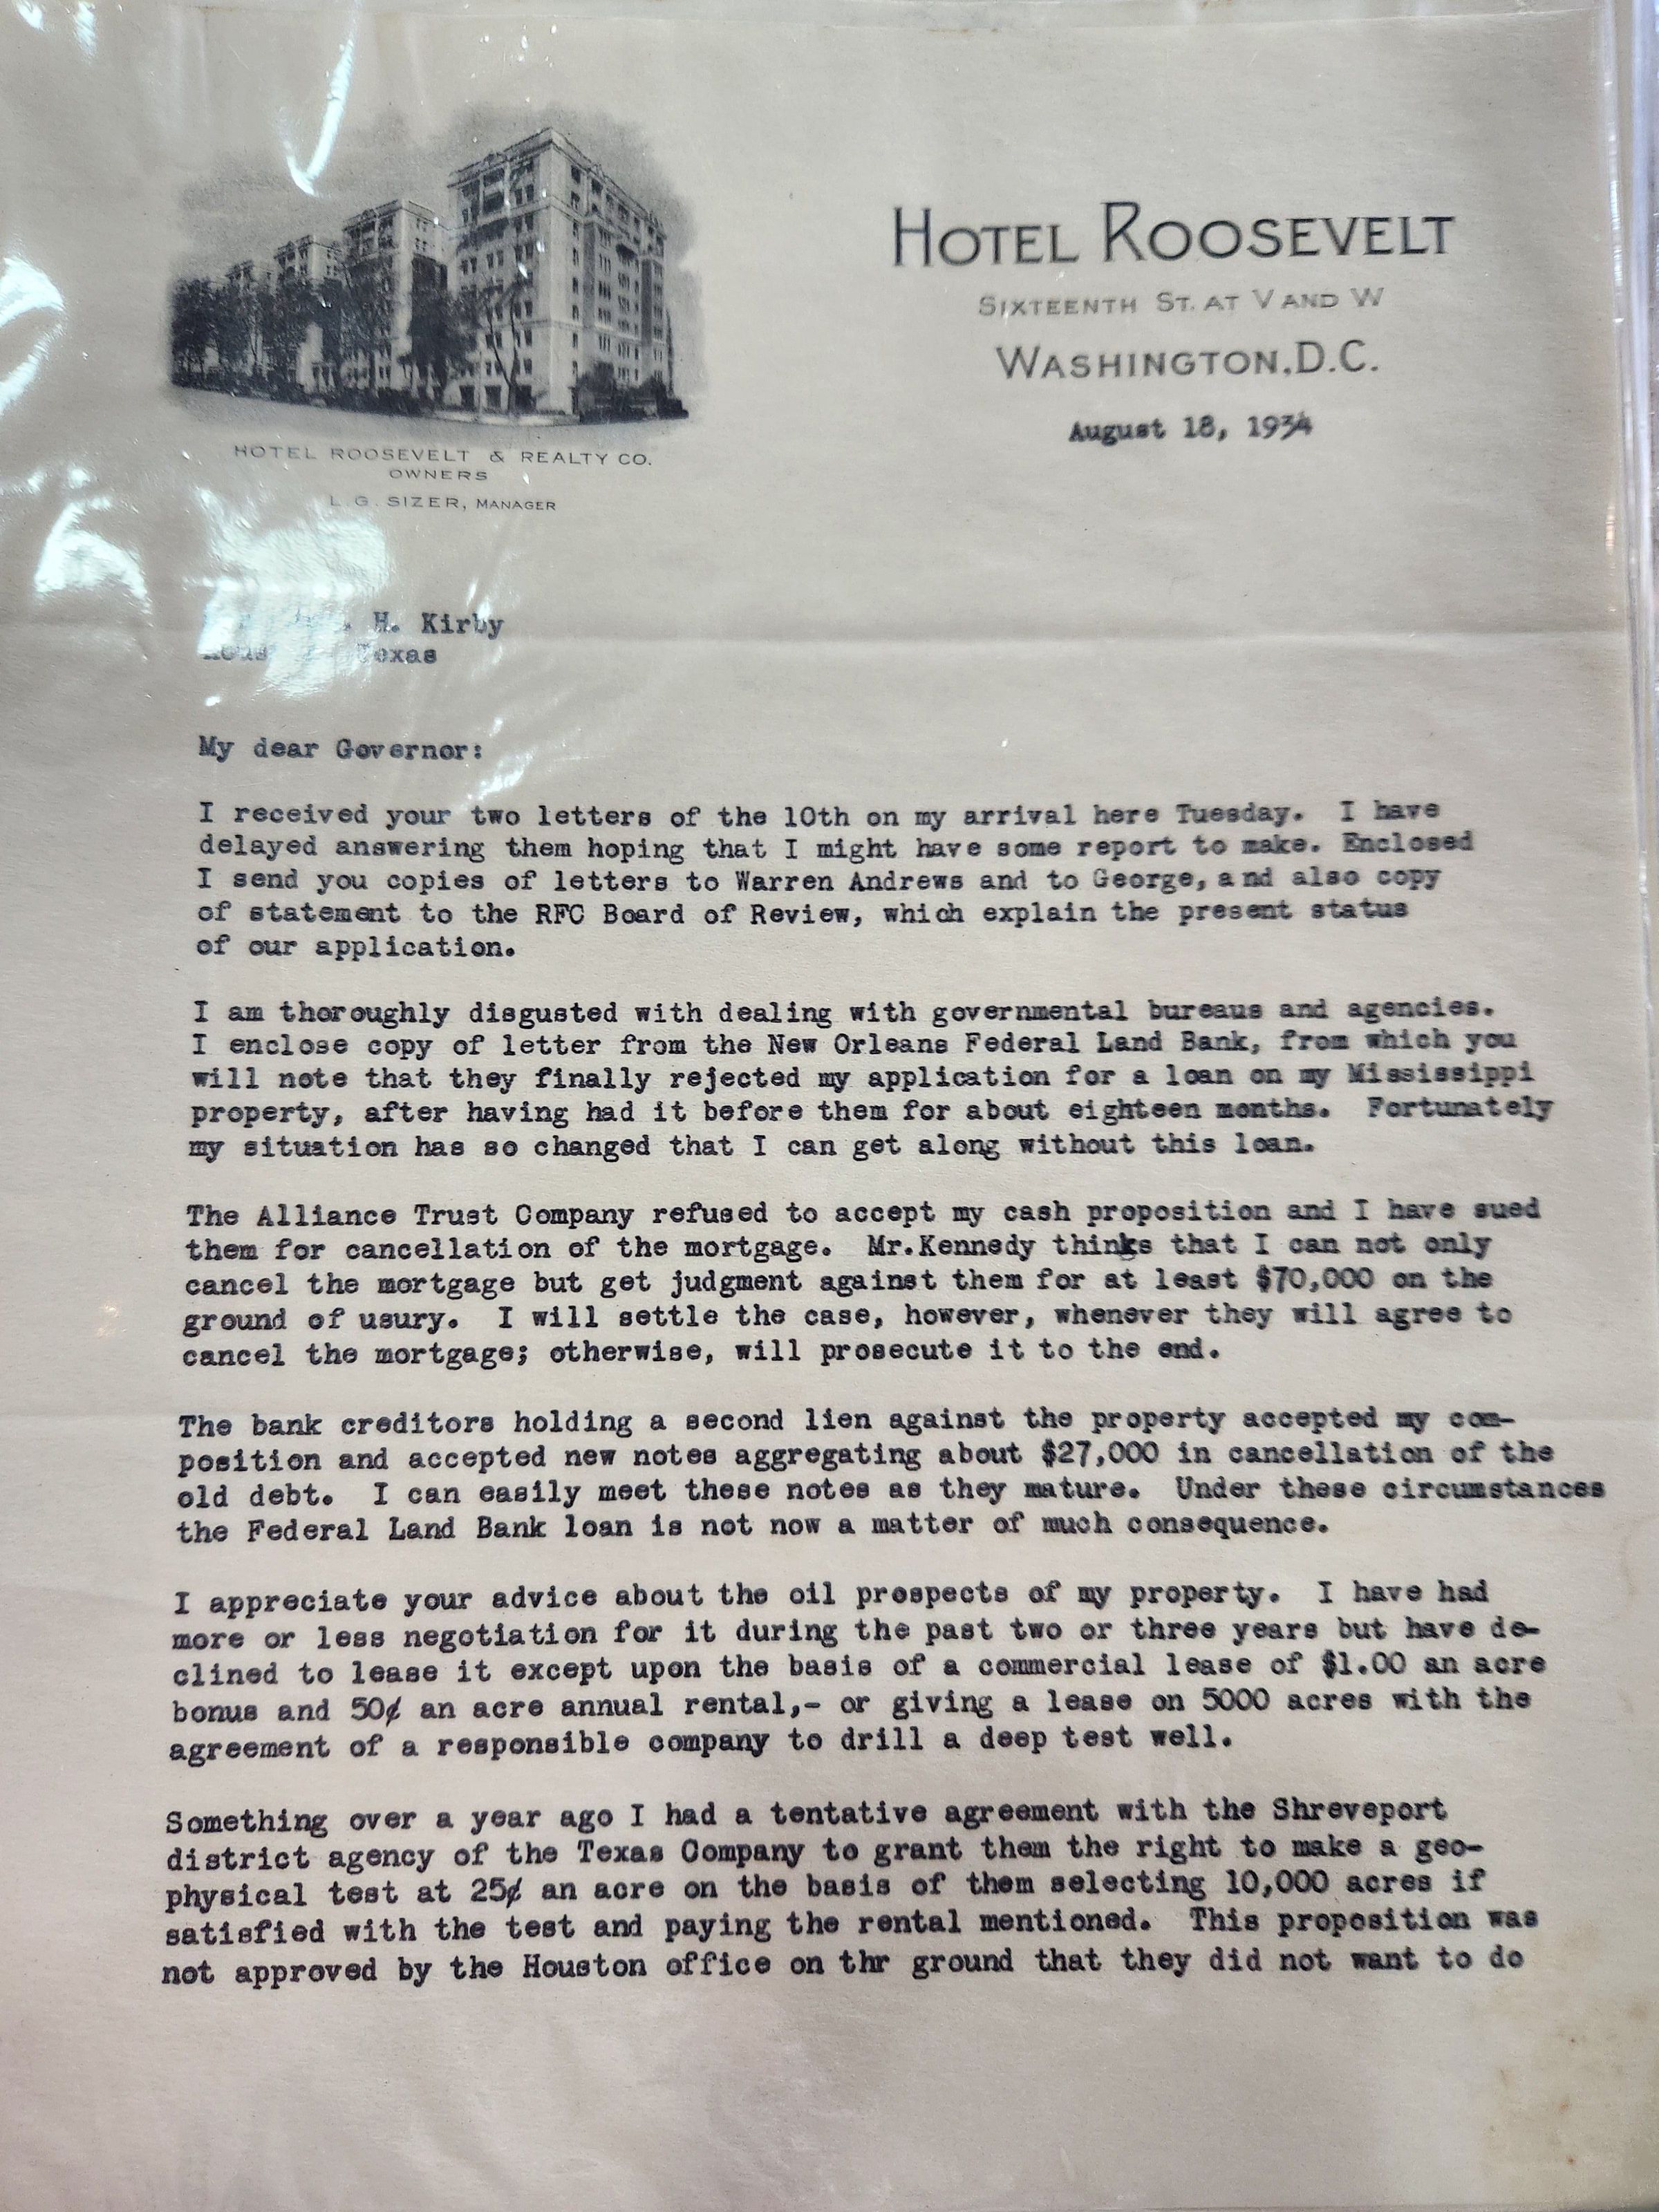 HOTEL ROOSEVELT
SIXTEENTH ST. AT V AND W
WASHINGTON, D.C.
August 18, 1934
HOTEL ROOSEVELT & REALTY CO.
OWNERS
L. G. SIZER, MANAGER
H. Kirby
Texas
My dear Governor:
I received your two letters of the 10th on my arrival here Tuesday. I have
delayed answering them hoping that I might have some report to make. Enclosed
I send you copies of letters to Warren Andrews and to George, and also copy
of statement to the RFC Board of Review, which explain the present status
of our application.
I am thoroughly disgusted with dealing with governmental bureaus and agencies.
I enclose copy of letter from the New Orleans Federal Land Bank, from which you
will note that they finally rejected my application for a loan on my Mississippi
property, after having had it before them for about eighteen months. Fortunately
my situation has so changed that I can get along without this loan.
The Alliance Trust Company refused to accept my cash proposition and I have sued
them for cancellation of the mortgage. Mr.Kennedy thinks that I can not only
cancel the mortgage but get judgment against them for at least $70,000 on the
ground of usury. I will settle the case, however, whenever they will agree to
cancel the mortgage; otherwise, will prosecute it to the end.
The bank creditors holding a second lien against the property accepted my com-
position and accepted new notes aggregating about $27,000 in cancellation of the
old debt. I can easily meet these notes as they mature. Under these circumstances
the Federal Land Bank loan is not now a matter of much consequence.
I appreciate your advice about the oil prospects of my property. I have had
more or less negotiation for it during the past two or three years but have de-
clined to lease it except upon the basis of a commercial lease of $1.00 an acre
bonus and 50¢ an acre annual rental,- or giving a lease on 5000 acres with the
agreement of a responsible company to drill a deep test well.
Something over a year ago I had a tentative agreement with the Shreveport
district agency of the Texas Company to grant them the right to make a geo-
physical test at 25¢ an acre on the basis of them selecting 10,000 acres if
satisfied with the test and paying the rental mentioned. This proposition was
not approved by the Houston office on thr ground that they did not want to do